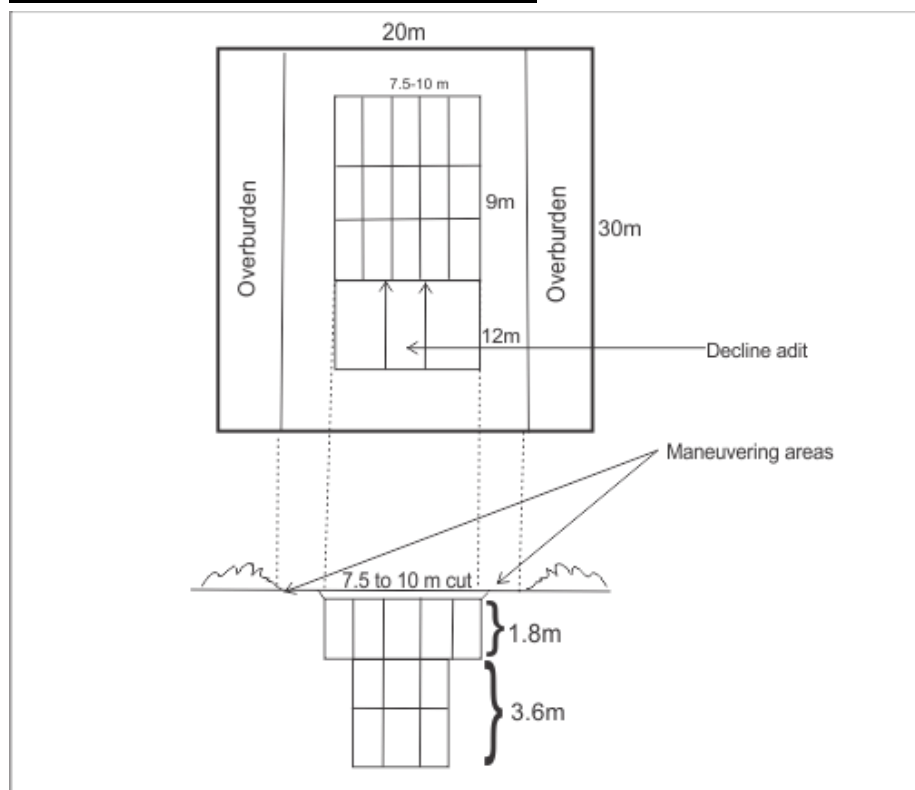 20m
7.5-10 m
Overburden
9m
Overburden
30m
12m
Decline adit
Maneuvering areas
7.5 to 10 m cut
1.8m
3.6m